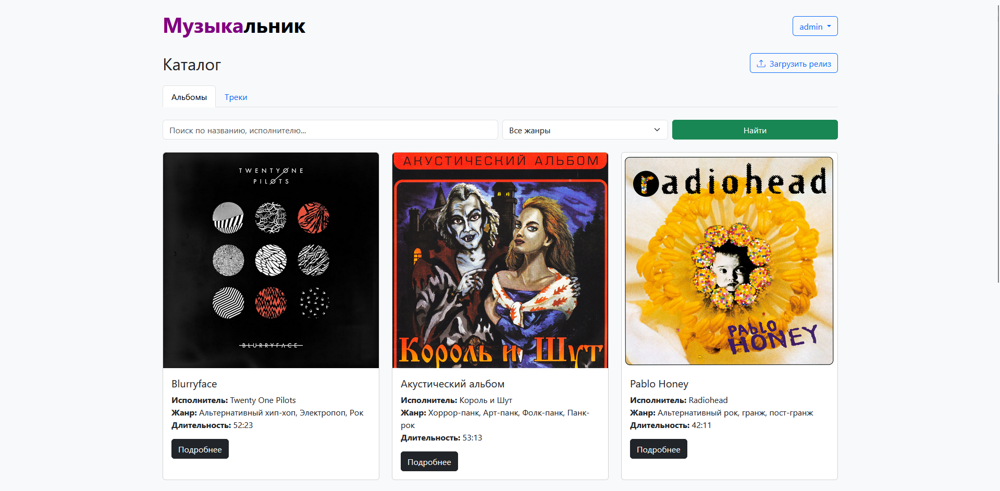 Музыкальник
admin
Каталог
Загрузить релиз
Альбомы
Треки
Поиск по названию, исполнителю...
Все жанры
Найти
TWENTY ONE
PILOTS
BLURRYFACE
АКУСТИЧЕСКИЙ АЛЬБОМ
Король и Шут
radiohead
PABLO
HONEY
Blurryface
Исполнитель: Twenty One Pilots
Жанр: Альтернативный хип-хоп, Электропоп, Рок
Длительность: 52:23
Подробнее
Акустический альбом
Исполнитель: Король и Шут
Жанр: Хоррор-панк, Арт-панк, Фолк-панк, Панк-
рок
Длительность: 53:13
Подробнее
Pablo Honey
Исполнитель: Radiohead
Жанр: Альтернативный рок, гранж, пост-гранж
Длительность: 42:11
Подробнее